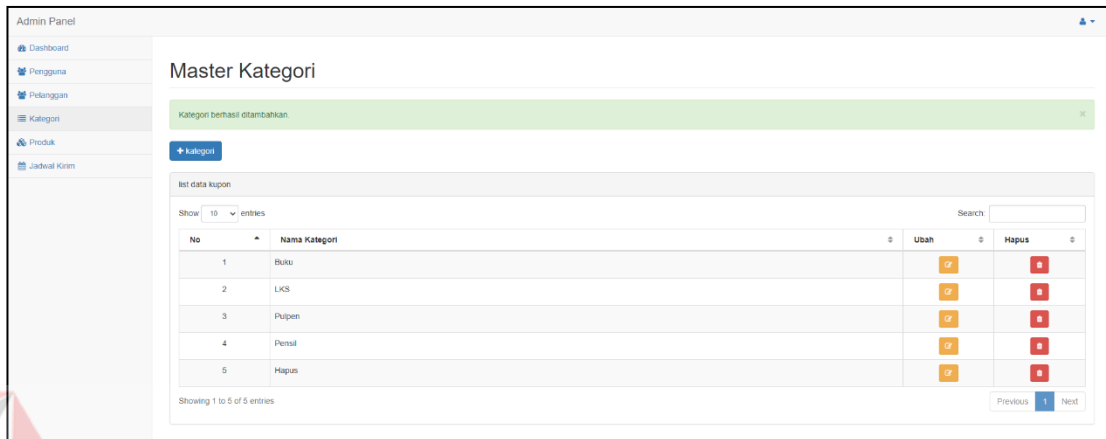 Admin Panel
Dashboard
Pengguna
Pelanggan
Kategori
Produk
Jadwal Kirim
Master Kategori
Kategori berhasil ditambahkan. ×
+ kategori
list data kupon
Show 10 entries Search:
No Nama Kategori Ubah Hapus
1 Buku
2 LKS
3 Pulpen
4 Pensil
5 Hapus
Showing 1 to 5 of 5 entries Previous 1 Next